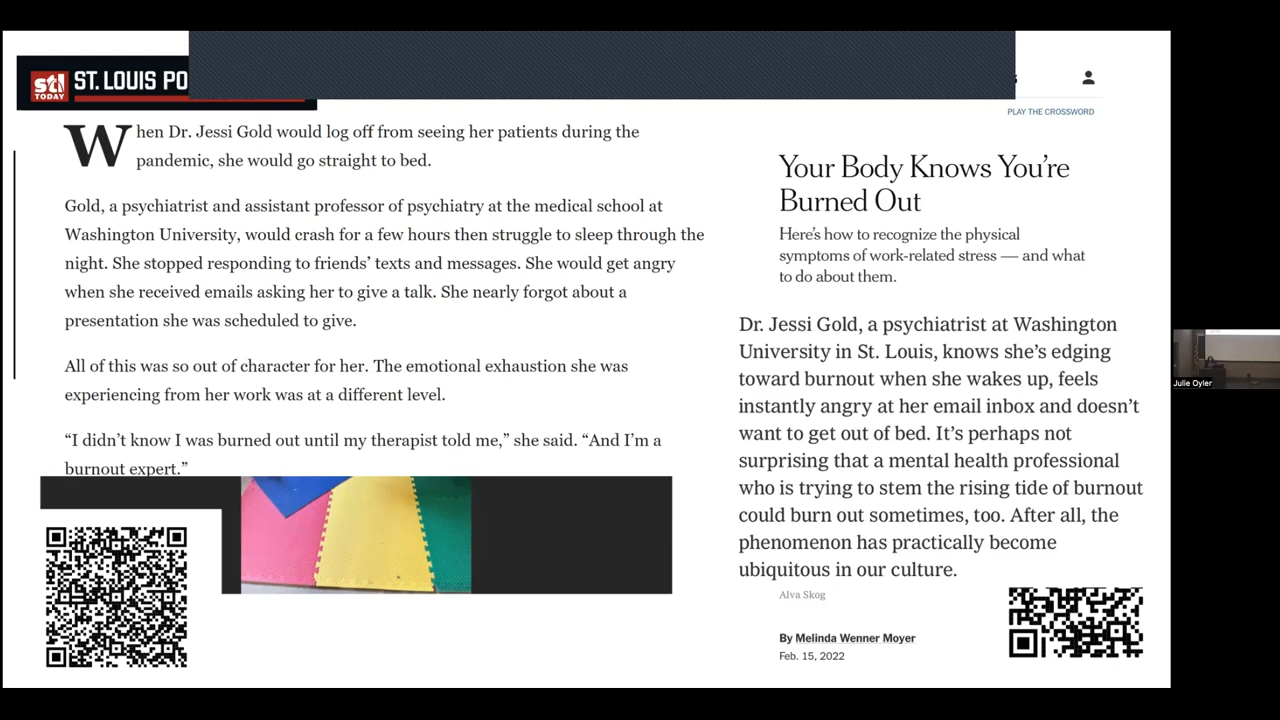 stl
TODAY
ST. LOUIS PO
When Dr. Jessi Gold would log off from seeing her patients during the
pandemic, she would go straight to bed.
Gold, a psychiatrist and assistant professor of psychiatry at the medical school at
Washington University, would crash for a few hours then struggle to sleep through the
night. She stopped responding to friends’ texts and messages. She would get angry
when she received emails asking her to give a talk. She nearly forgot about a
presentation she was scheduled to give.
All of this was so out of character for her. The emotional exhaustion she was
experiencing from her work was at a different level.
“I didn’t know I was burned out until my therapist told me,” she said. “And I’m a
burnout expert.”
PLAY THE CROSSWORD
Your Body Knows You’re
Burned Out
Here’s how to recognize the physical
symptoms of work-related stress — and what
to do about them.
Dr. Jessi Gold, a psychiatrist at Washington
University in St. Louis, knows she’s edging
toward burnout when she wakes up, feels
instantly angry at her email inbox and doesn’t
want to get out of bed. It’s perhaps not
surprising that a mental health professional
who is trying to stem the rising tide of burnout
could burn out sometimes, too. After all, the
phenomenon has practically become
ubiquitous in our culture.
Alva Skog
By Melinda Wenner Moyer
Feb. 15, 2022
Julie Oyler